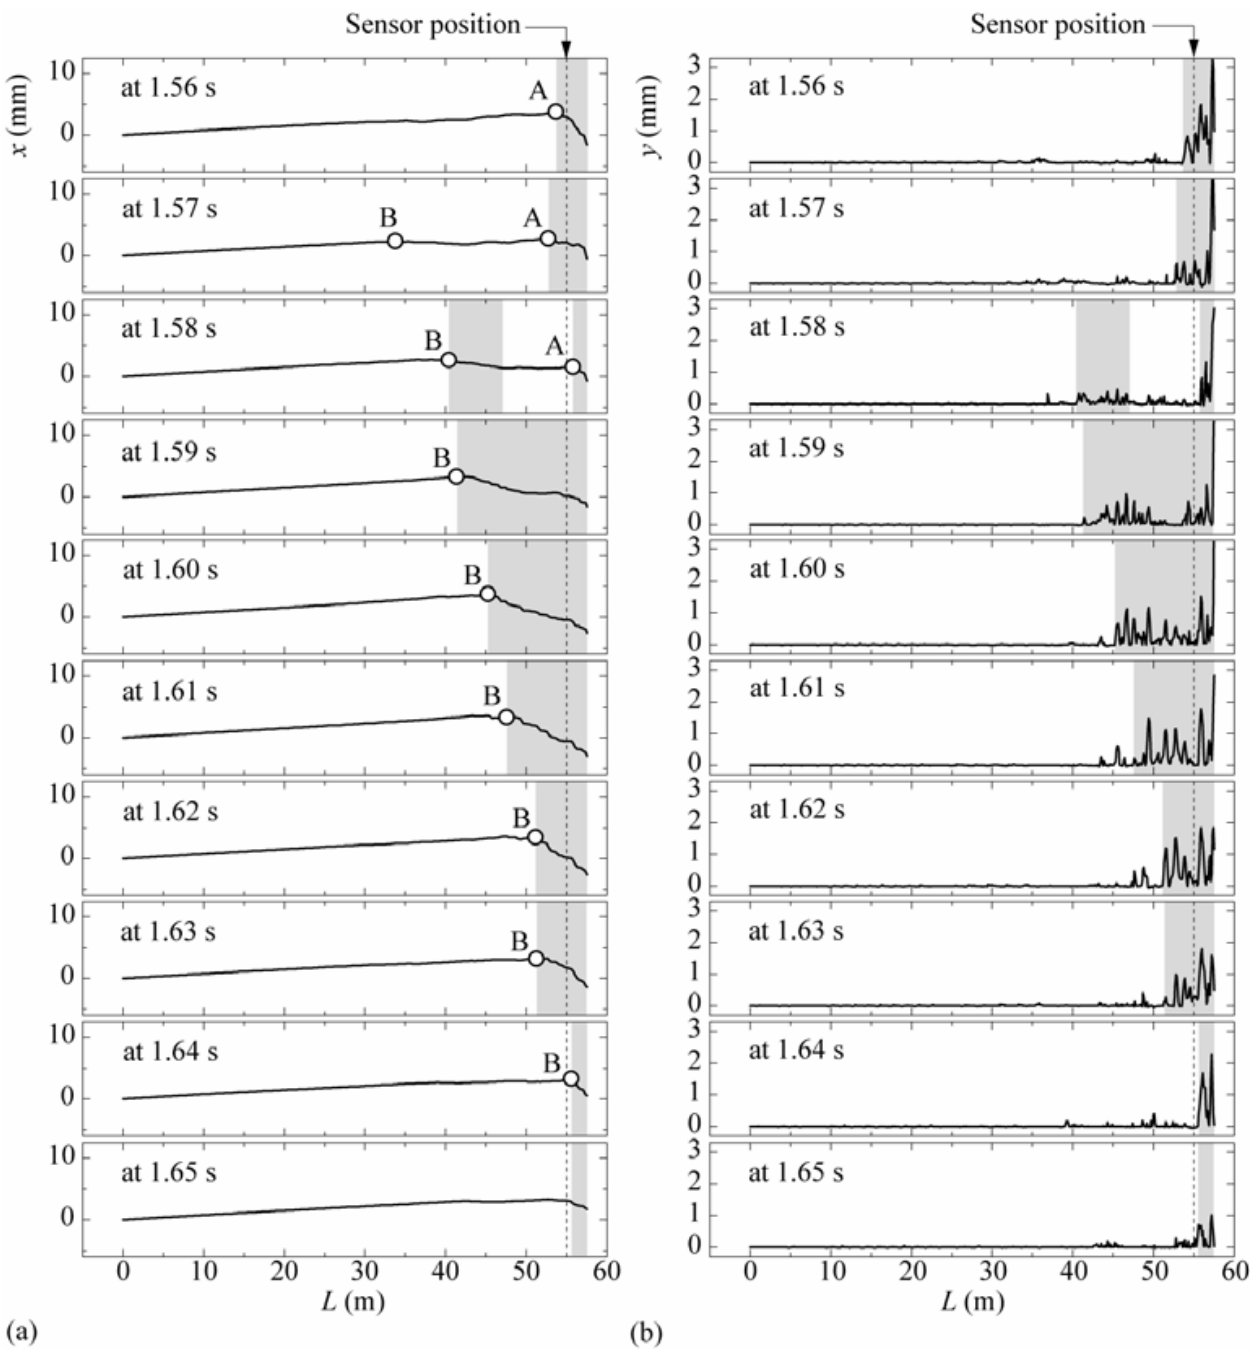 Sensor position
Sensor position
x (mm)
10
0
at 1.56 s
A
y (mm)
3
2
1
0
at 1.56 s
10
0
at 1.57 s
B
A
3
2
1
0
at 1.57 s
10
0
at 1.58 s
B
A
3
2
1
0
at 1.58 s
10
0
at 1.59 s
B
3
2
1
0
at 1.59 s
10
0
at 1.60 s
B
3
2
1
0
at 1.60 s
10
0
at 1.61 s
B
3
2
1
0
at 1.61 s
10
0
at 1.62 s
B
3
2
1
0
at 1.62 s
10
0
at 1.63 s
B
3
2
1
0
at 1.63 s
10
0
at 1.64 s
B
3
2
1
0
at 1.64 s
10
0
at 1.65 s
3
2
1
0
at 1.65 s
0 10 20 30 40 50 60
L (m)
0 10 20 30 40 50 60
L (m)
(a)
(b)